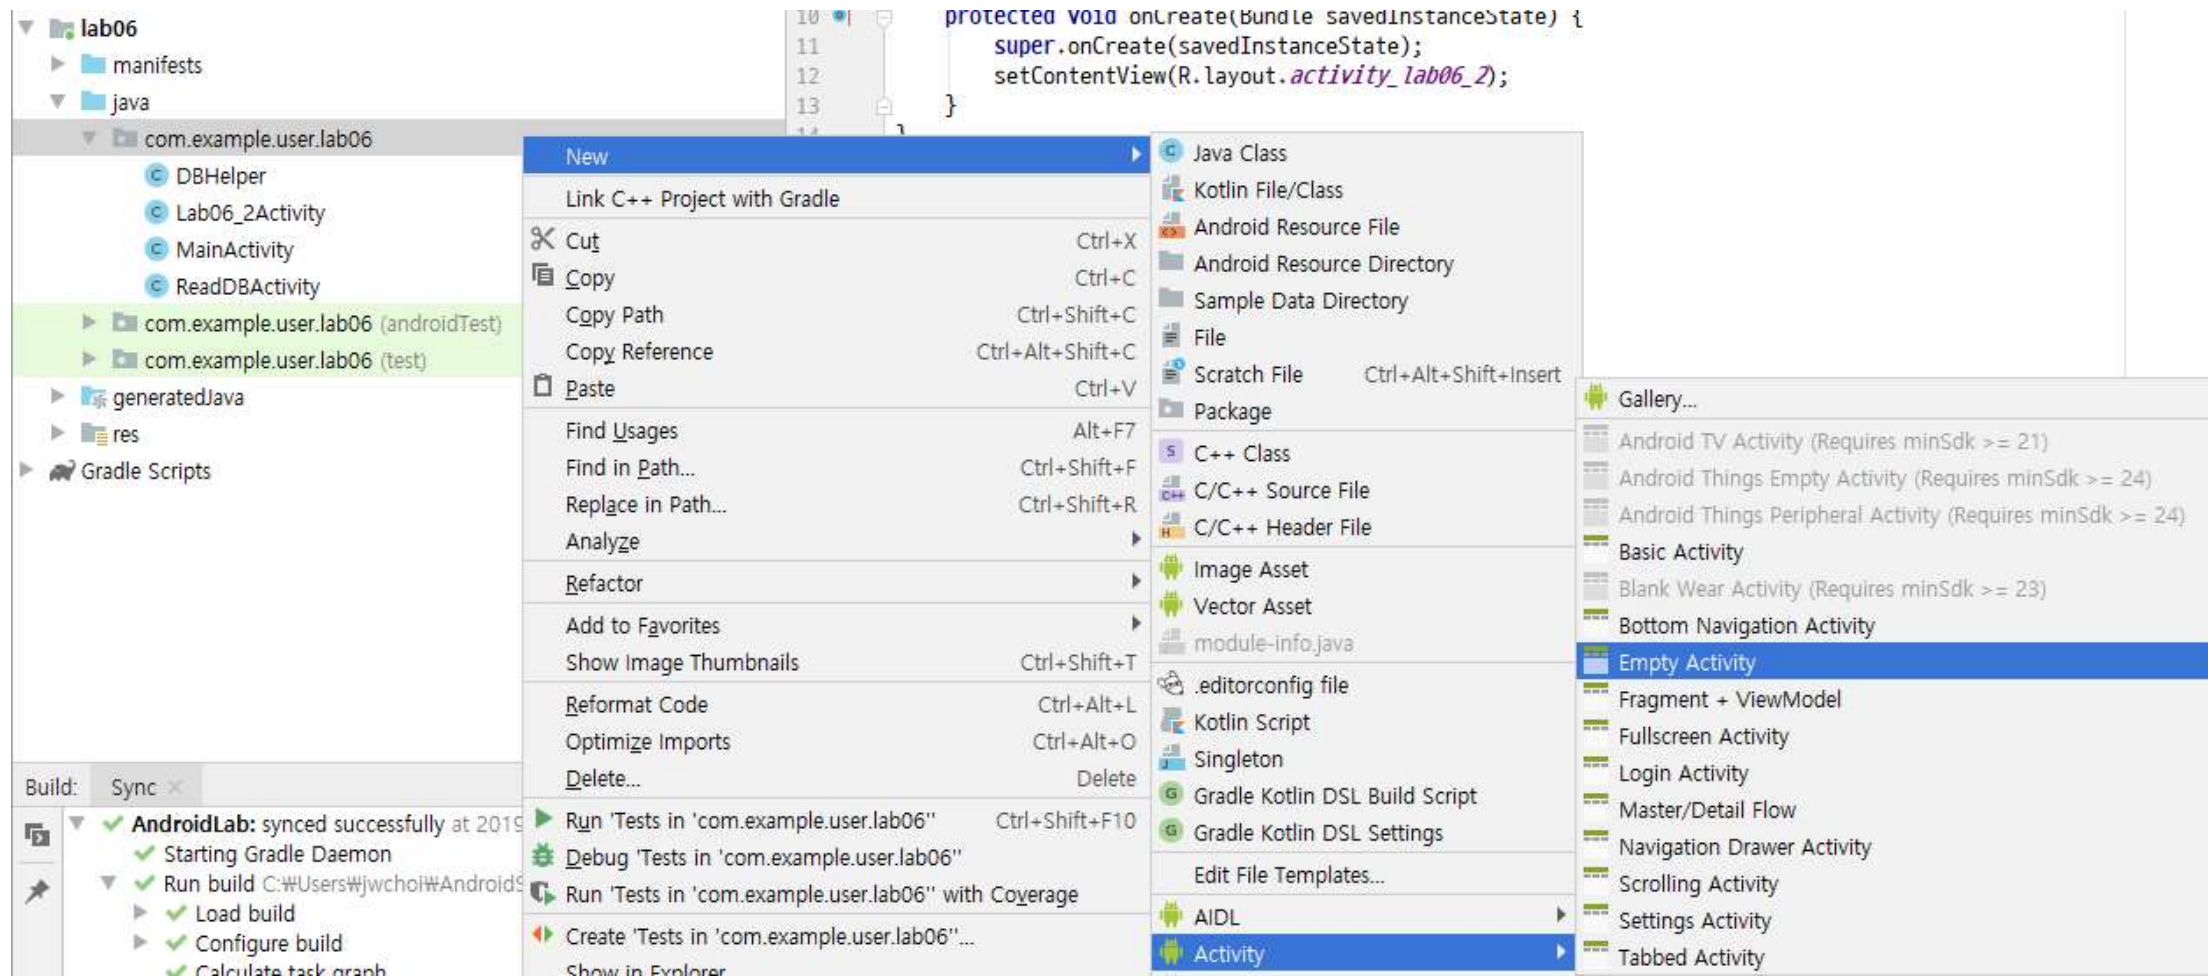 lab06
manifests
java
com.example.user.lab06
DBHelper
Lab06_2Activity
MainActivity
ReadDBActivity
com.example.user.lab06 (androidTest)
com.example.user.lab06 (test)
generatedJava
res
Gradle Scripts
10 protected void onCreate(Bundle savedInstanceState) {
11 super.onCreate(savedInstanceState);
12 setContentView(R.layout.activity_lab06_2);
13 }
14 }
New
Link C++ Project with Gradle
Cut Ctrl+X
Copy Ctrl+C
Copy Path Ctrl+Shift+C
Copy Reference Ctrl+Alt+Shift+C
Paste Ctrl+V
Find Usages Alt+F7
Find in Path... Ctrl+Shift+F
Replace in Path... Ctrl+Shift+R
Analyze
Refactor
Add to Favorites
Show Image Thumbnails Ctrl+Shift+T
Reformat Code Ctrl+Alt+L
Optimize Imports Ctrl+Alt+O
Delete... Delete
Run 'Tests in 'com.example.user.lab06'' Ctrl+Shift+F10
Debug 'Tests in 'com.example.user.lab06''
Run 'Tests in 'com.example.user.lab06'' with Coverage
Create 'Tests in 'com.example.user.lab06''...
Show in Explorer
Java Class
Kotlin File/Class
Android Resource File
Android Resource Directory
Sample Data Directory
File
Scratch File Ctrl+Alt+Shift+Insert
Package
C++ Class
C/C++ Source File
C/C++ Header File
Image Asset
Vector Asset
module-info.java
.editorconfig file
Kotlin Script
Singleton
Gradle Kotlin DSL Build Script
Gradle Kotlin DSL Settings
Edit File Templates...
AIDL
Activity
Gallery...
Android TV Activity (Requires minSdk >= 21)
Android Things Empty Activity (Requires minSdk >= 24)
Android Things Peripheral Activity (Requires minSdk >= 24)
Basic Activity
Blank Wear Activity (Requires minSdk >= 23)
Bottom Navigation Activity
Empty Activity
Fragment + ViewModel
Fullscreen Activity
Login Activity
Master/Detail Flow
Navigation Drawer Activity
Scrolling Activity
Settings Activity
Tabbed Activity
Build: Sync
AndroidLab: synced successfully at 2019
Starting Gradle Daemon
Run build C:₩Users₩jwchoi₩AndroidS
Load build
Configure build
Calculate task graph